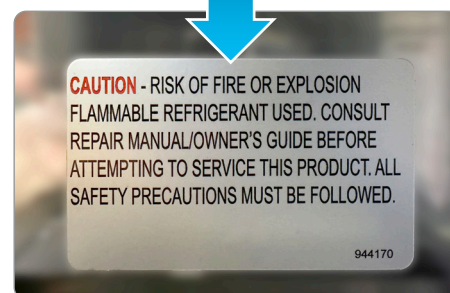 CAUTION - RISK OF FIRE OR EXPLOSION
FLAMMABLE REFRIGERANT USED. CONSULT
REPAIR MANUAL/OWNER'S GUIDE BEFORE
ATTEMPTING TO SERVICE THIS PRODUCT. ALL
SAFETY PRECAUTIONS MUST BE FOLLOWED.
944170